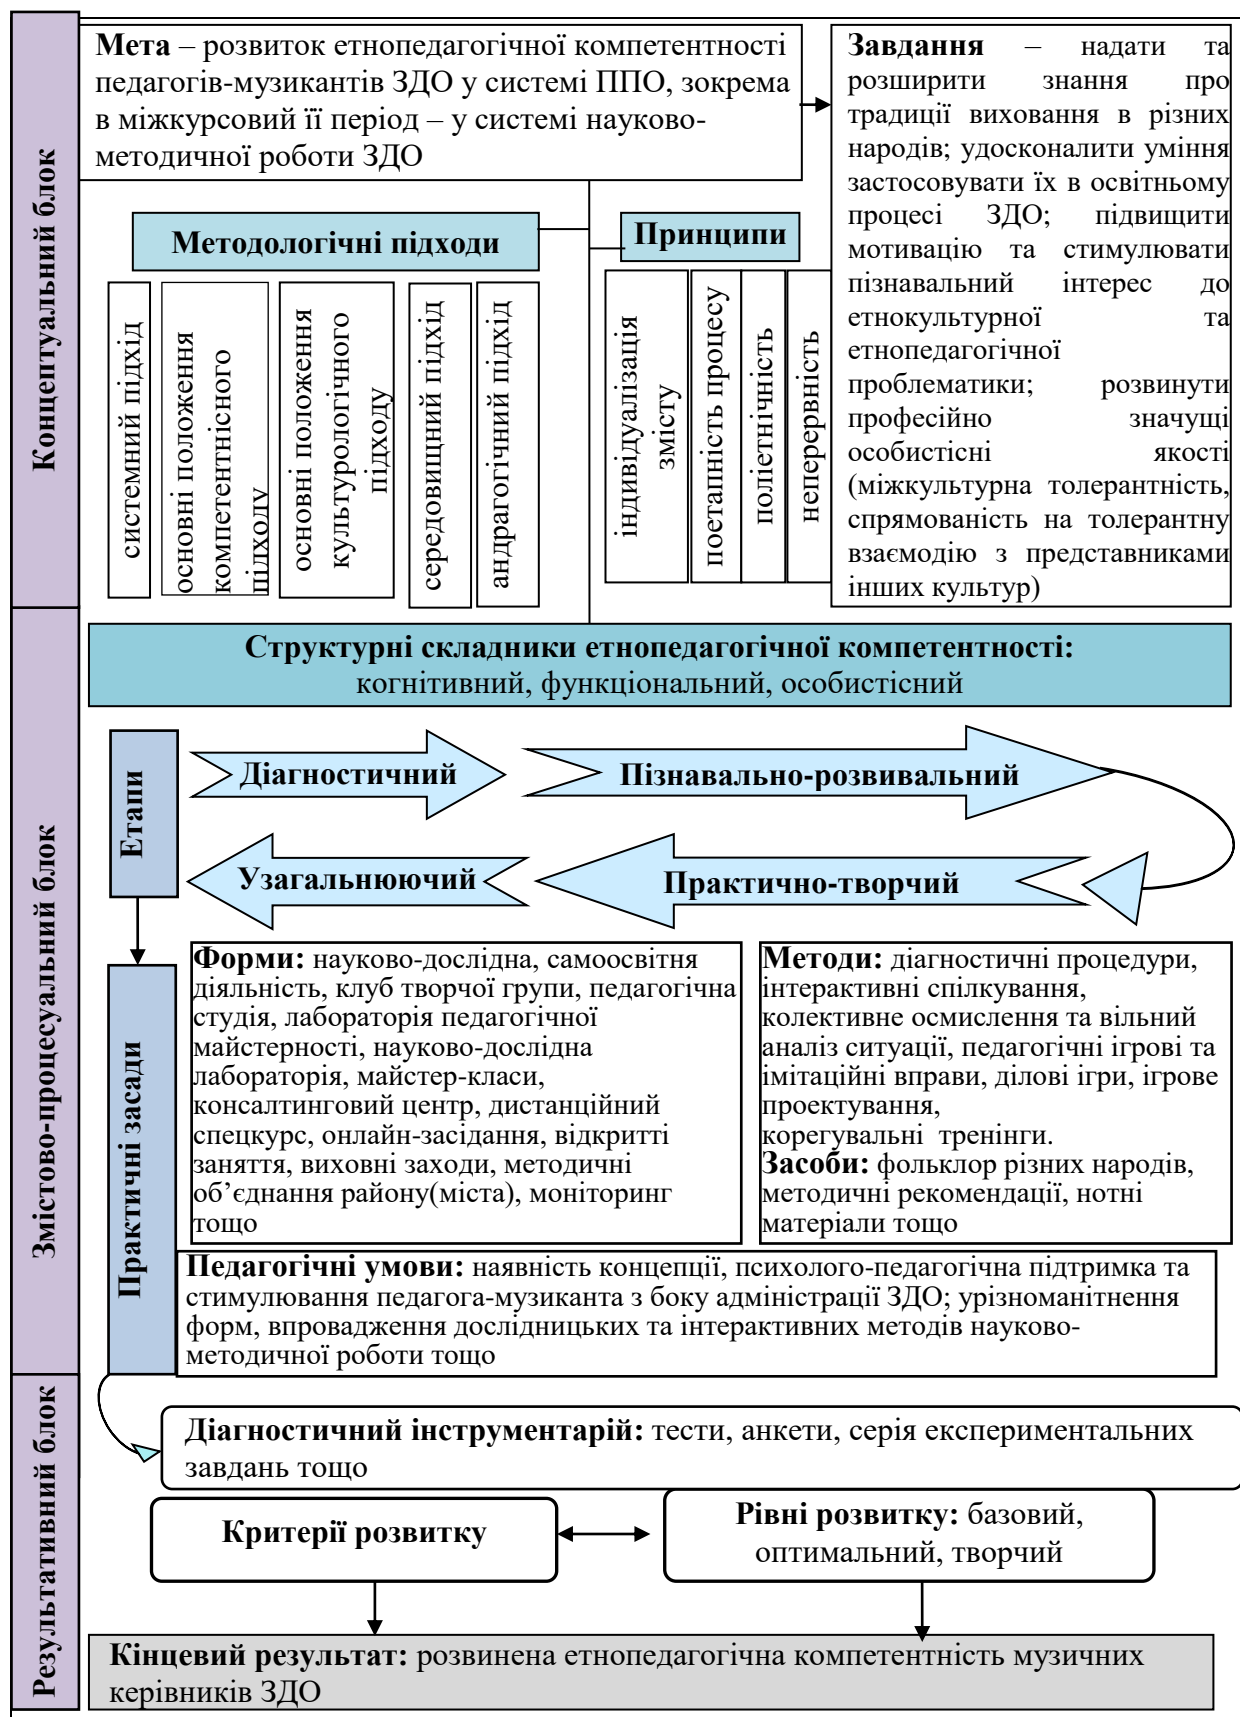 Концептуальний блок
Мета – розвиток етнопедагогічної компетентності
педагогів-музикантів ЗДО у системі ППО, зокрема
в міжкурсовий її період – у системі науково-
методичної роботи ЗДО
Завдання – надати та
розширити знання про
традиції виховання в різних
народів; удосконалити уміння
застосовувати їх в освітньому
процесі ЗДО; підвищити
мотивацію та стимулювати
пізнавальний інтерес до
етнокультурної та
етнопедагогічної
проблематики; розвинути
професійно значущі
особистісні якості
(міжкультурна толерантність,
спрямованість на толерантну
взаємодію з представниками
інших культур)
Методологічні підходи
системний підхід
основні положення
компетентнісного
підходу
основні положення
культурологічного
підходу
середовищний підхід
андрагогічний підхід
Принципи
індивідуалізація
змісту
поетапність процесу
поліетнічність
неперервність
Змістово-процесуальний блок
Структурні складники етнопедагогічної компетентності:
когнітивний, функціональний, особистісний
Етапи
Діагностичний
Пізнавально-розвивальний
Узагальнюючий
Практично-творчий
Практичні засади
Форми: науково-дослідна, самоосвітня
діяльність, клуб творчої групи, педагогічна
студія, лабораторія педагогічної
майстерності, науково-дослідна
лабораторія, майстер-класи,
консалтинговий центр, дистанційний
спецкурс, онлайн-засідання, відкритті
заняття, виховні заходи, методичні
об’єднання району(міста), моніторинг
тощо
Методи: діагностичні процедури,
інтерактивні спілкування,
колективне осмислення та вільний
аналіз ситуації, педагогічні ігрові та
імітаційні вправи, ділові ігри, ігрове
проектування,
корегувальні тренінги.
Засоби: фольклор різних народів,
методичні рекомендації, нотні
матеріали тощо
Педагогічні умови: наявність концепції, психолого-педагогічна підтримка та
стимулювання педагога-музиканта з боку адміністрації ЗДО; урізноманітнення
форм, впровадження дослідницьких та інтерактивних методів науково-
методичної роботи тощо
Результативний блок
Діагностичний інструментарій: тести, анкети, серія експериментальних
завдань тощо
Критерії розвитку
Рівні розвитку: базовий,
оптимальний, творчий
Кінцевий результат: розвинена етнопедагогічна компетентність музичних
керівників ЗДО